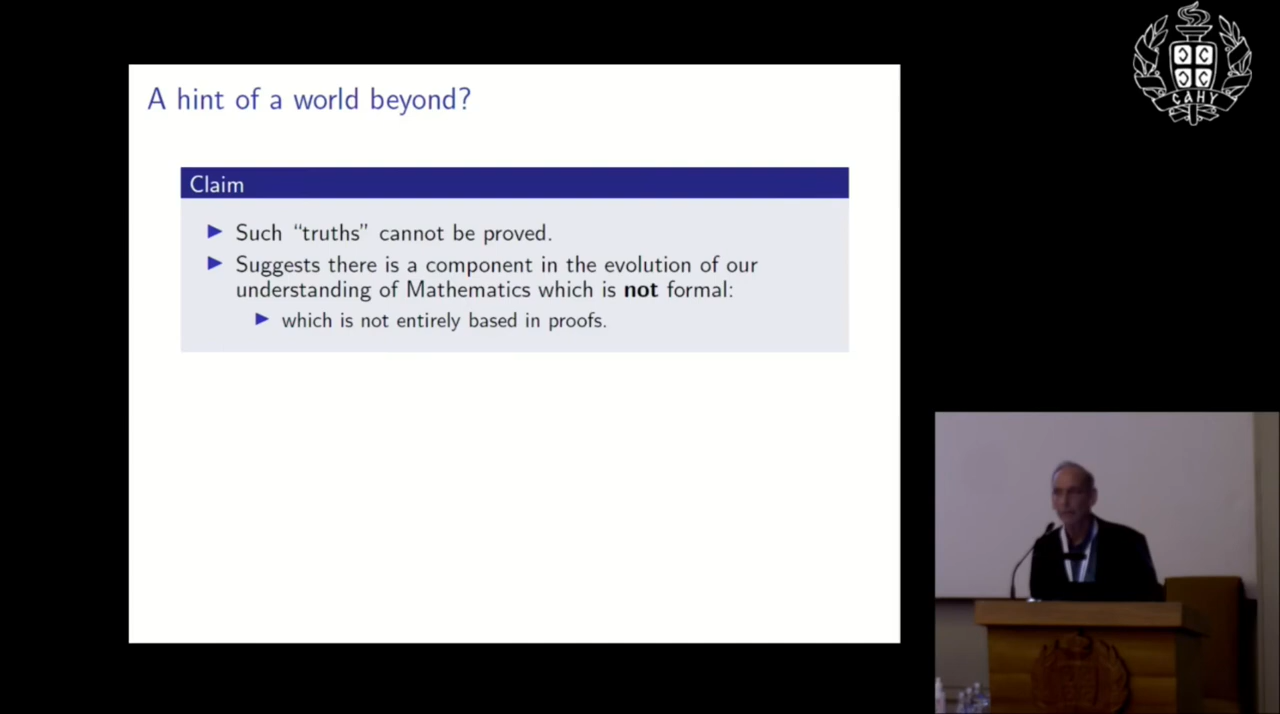 A hint of a world beyond?
Claim
▶ Such “truths” cannot be proved.
▶ Suggests there is a component in the evolution of our
understanding of Mathematics which is not formal:
▶ which is not entirely based in proofs.
САНУ